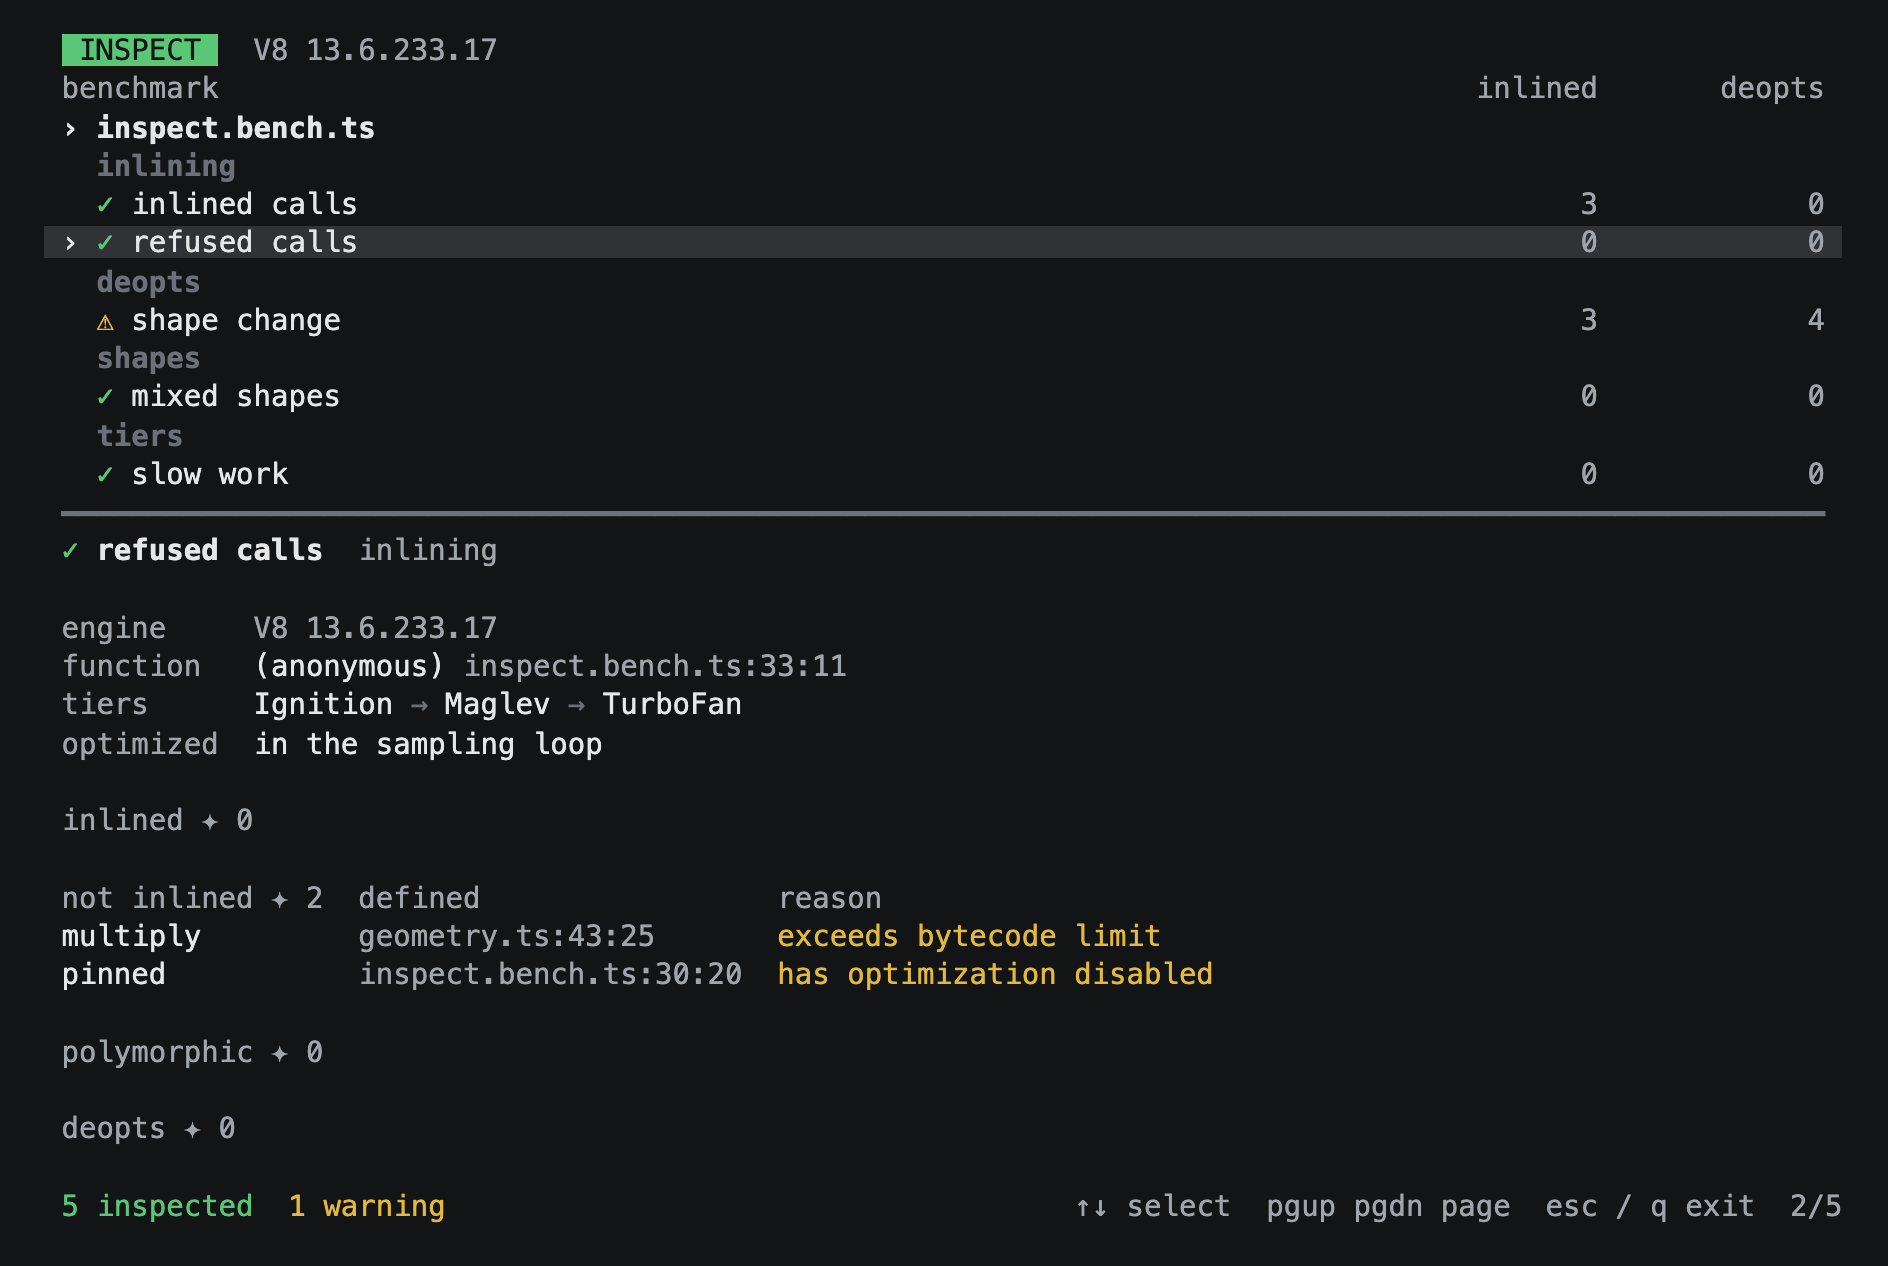 INSPECT  V8 13.6.233.17
benchmark  inlined  deopts
› inspect.bench.ts
inlining
✓ inlined calls  3  0
› ✓ refused calls  0  0
deopts
⚠ shape change  3  4
shapes
✓ mixed shapes  0  0
tiers
✓ slow work  0  0
✓ refused calls  inlining
engine  V8 13.6.233.17
function  (anonymous) inspect.bench.ts:33:11
tiers  Ignition → Maglev → TurboFan
optimized  in the sampling loop
inlined ✦ 0
not inlined ✦ 2  defined  reason
multiply  geometry.ts:43:25  exceeds bytecode limit
pinned  inspect.bench.ts:30:20  has optimization disabled
polymorphic ✦ 0
deopts ✦ 0
5 inspected  1 warning  ↑↓ select  pgup pgdn page  esc / q exit  2/5